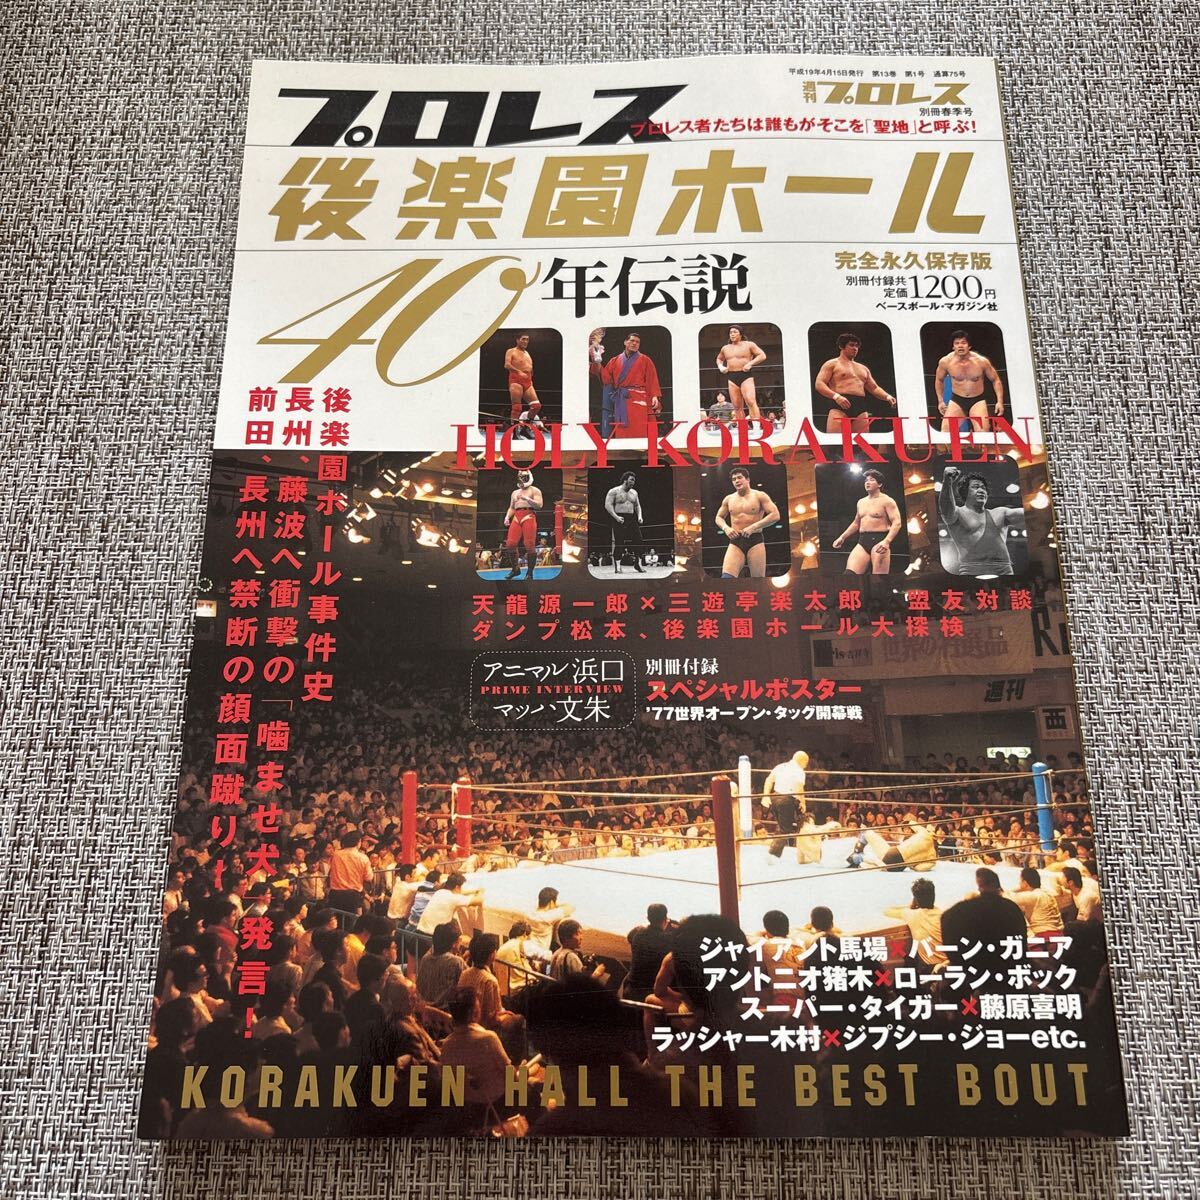 平成19年4月15日発行 第13巻 第1号 通算75号
週刊プロレス
別冊春季号
プロレス
プロレス者たちは誰もがそこを「聖地」と呼ぶ!
後楽園ホール
40年伝説
完全永久保存版
別冊付録共
定価1200円
ベースボール・マガジン社
HOLY KORAKUEN
後楽園ホール事件史
長州、藤波へ衝撃の「噛ませ犬」発言!
前田、長州へ禁断の顔面蹴り!
天龍源一郎×三遊亭楽太郎 盟友対談
ダンプ松本、後楽園ホール大探検
アニマル浜口
PRIME INTERVIEW
マッハ文朱
別冊付録
スペシャルポスター
'77世界オープン・タッグ開幕戦
週刊
西
ジャイアント馬場×バーン・ガニア
アントニオ猪木×ローラン・ボック
スーパー・タイガー×藤原喜明
ラッシャー木村×ジプシー・ジョーetc.
KORAKUEN HALL THE BEST BOUT